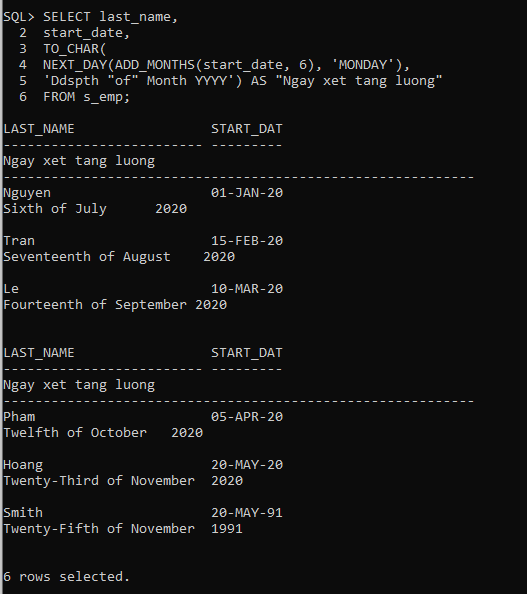 SQL> SELECT last_name,
  2  start_date,
  3  TO_CHAR(
  4  NEXT_DAY(ADD_MONTHS(start_date, 6), 'MONDAY'),
  5  'Ddspth "of" Month YYYY') AS "Ngay xet tang luong"
  6  FROM s_emp;
LAST_NAME                 START_DAT
------------------------- ---------
Ngay xet tang luong
-----------------------------------------------------------
Nguyen                    01-JAN-20
Sixth of July      2020
Tran                      15-FEB-20
Seventeenth of August    2020
Le                        10-MAR-20
Fourteenth of September 2020
LAST_NAME                 START_DAT
------------------------- ---------
Ngay xet tang luong
-----------------------------------------------------------
Pham                      05-APR-20
Twelfth of October   2020
Hoang                     20-MAY-20
Twenty-Third of November  2020
Smith                     20-MAY-91
Twenty-Fifth of November  1991
6 rows selected.